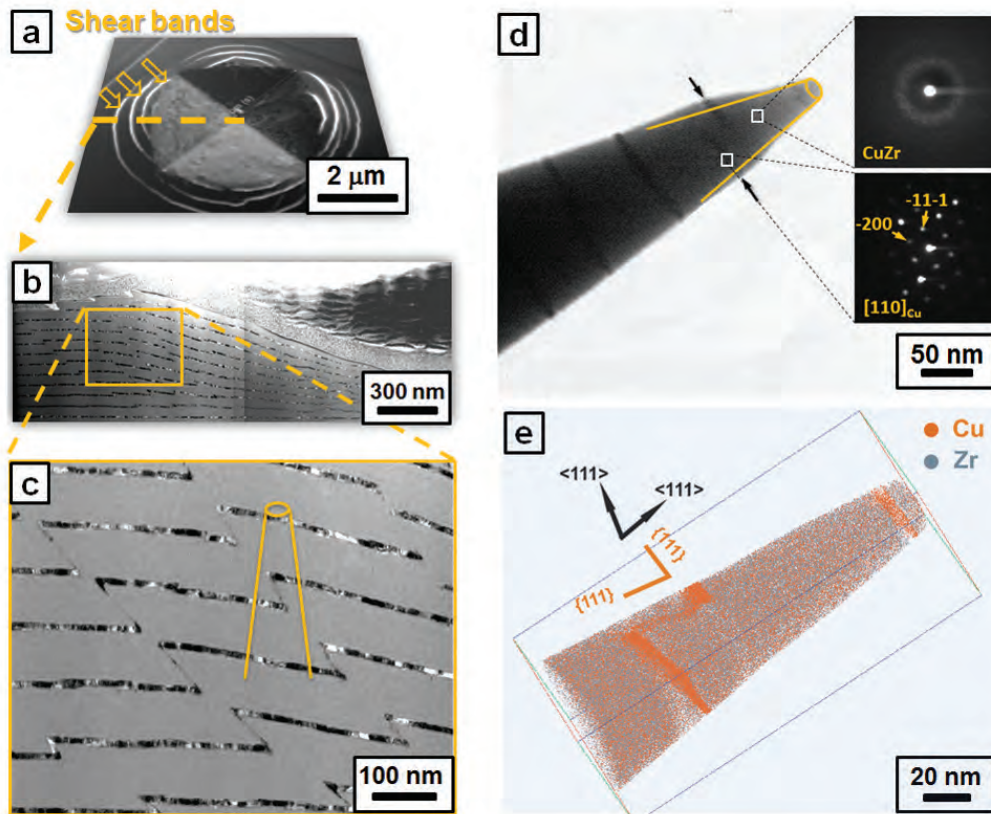 a
Shear bands
2 μm
b
300 nm
c
100 nm
d
CuZr
-11-1
-200
[110]Cu
50 nm
e
Cu
Zr
<111>
<111>
{111}
{111}
20 nm